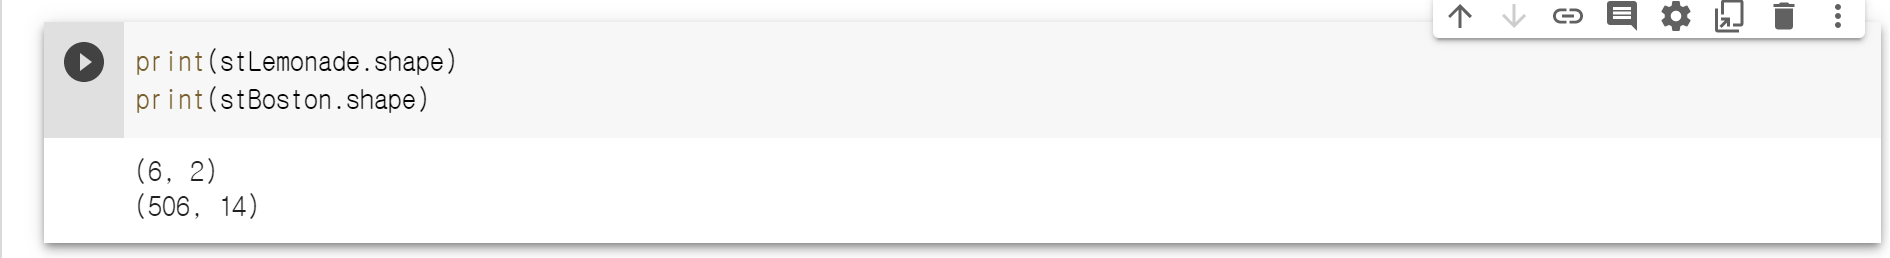 print(stLemonade.shape)
print(stBoston.shape)
(6, 2)
(506, 14)